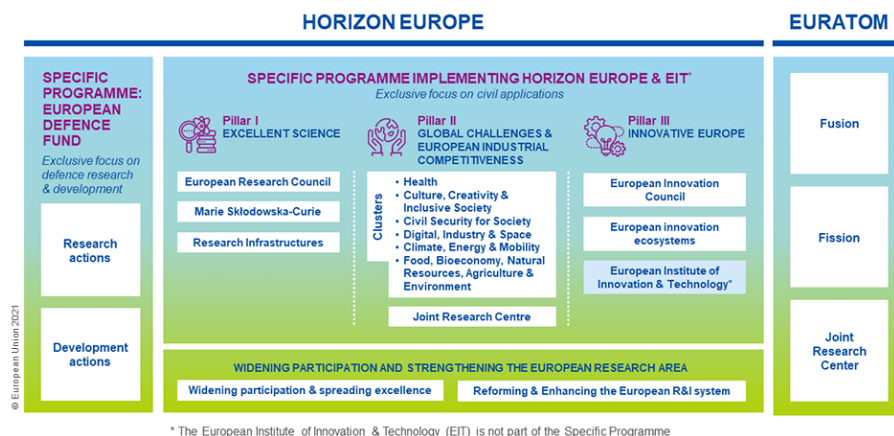 HORIZON EUROPE
EURATOM
SPECIFIC
PROGRAMME:
EUROPEAN
DEFENCE
FUND
Exclusive focus on
defence research
& development
Research
actions
Development
actions
SPECIFIC PROGRAMME IMPLEMENTING HORIZON EUROPE & EIT*
Exclusive focus on civil applications
Pillar I
EXCELLENT SCIENCE
European Research Council
Marie Skłodowska-Curie
Research Infrastructures
Pillar II
GLOBAL CHALLENGES &
EUROPEAN INDUSTRIAL
COMPETITIVENESS
Clusters
• Health
• Culture, Creativity &
Inclusive Society
• Civil Security for Society
• Digital, Industry & Space
• Climate, Energy & Mobility
• Food, Bioeconomy, Natural
Resources, Agriculture &
Environment
Joint Research Centre
Pillar III
INNOVATIVE EUROPE
European Innovation
Council
European innovation
ecosystems
European Institute of
Innovation & Technology*
WIDENING PARTICIPATION AND STRENGTHENING THE EUROPEAN RESEARCH AREA
Widening participation & spreading excellence
Reforming & Enhancing the European R&I system
Fusion
Fission
Joint
Research
Center
© European Union 2021
* The European Institute of Innovation & Technology (EIT) is not part of the Specific Programme